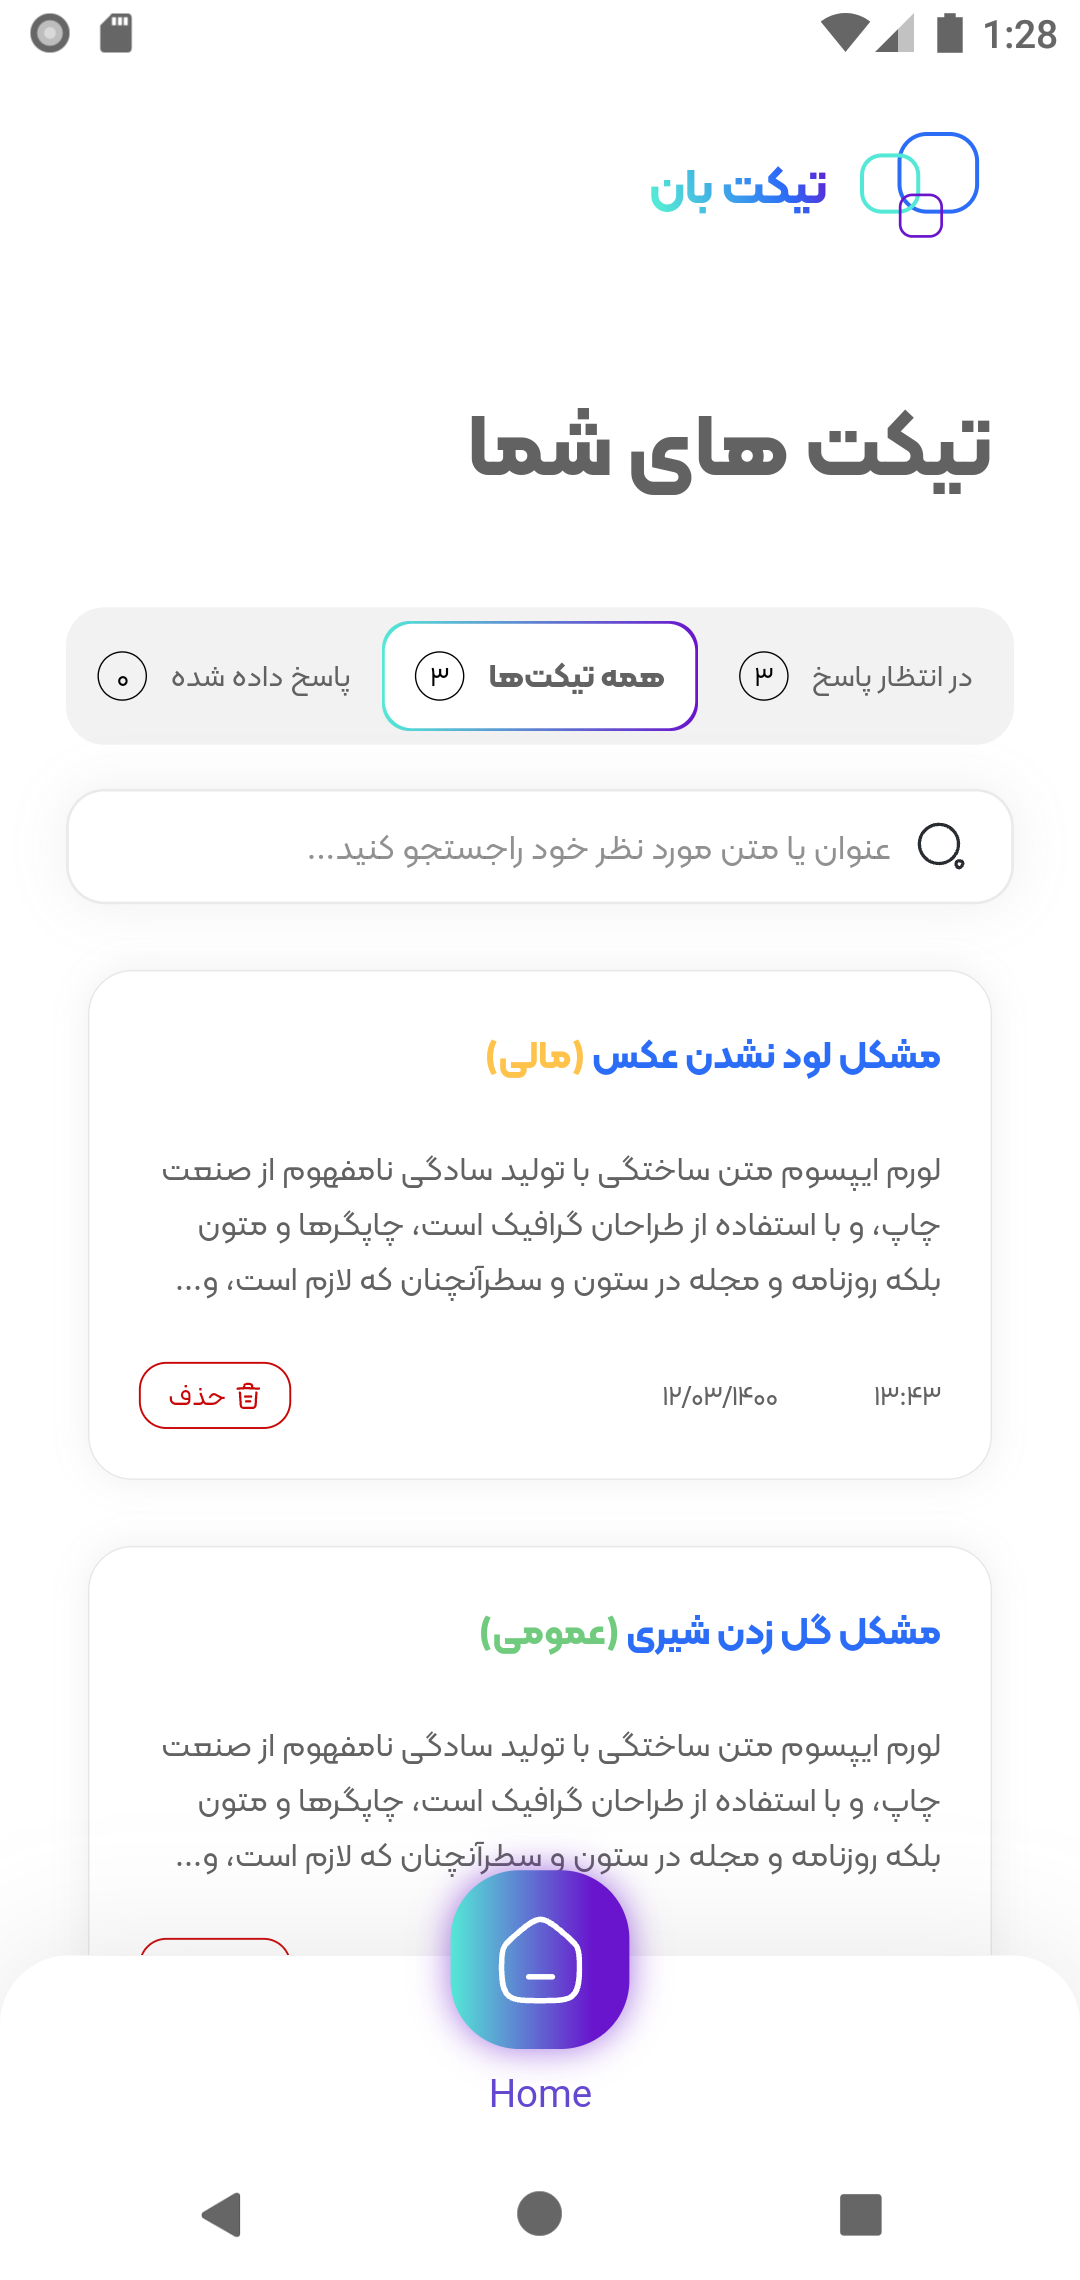 1:28
تیکت بان
تیکت های شما
در انتظار پاسخ ۳
همه تیکت‌ها ۳
پاسخ داده شده ۰
عنوان یا متن مورد نظر خود راجستجو کنید...
مشکل لود نشدن عکس (مالی)
لورم ایپسوم متن ساختگی با تولید سادگی نامفهوم از صنعت
چاپ، و با استفاده از طراحان گرافیک است، چاپگرها و متون
بلکه روزنامه و مجله در ستون و سطرآنچنان که لازم است، و...
۱۳:۴۳
۱۲/۰۳/۱۴۰۰
حذف
مشکل گل زدن شیری (عمومی)
لورم ایپسوم متن ساختگی با تولید سادگی نامفهوم از صنعت
چاپ، و با استفاده از طراحان گرافیک است، چاپگرها و متون
بلکه روزنامه و مجله در ستون و سطرآنچنان که لازم است، و...
Home